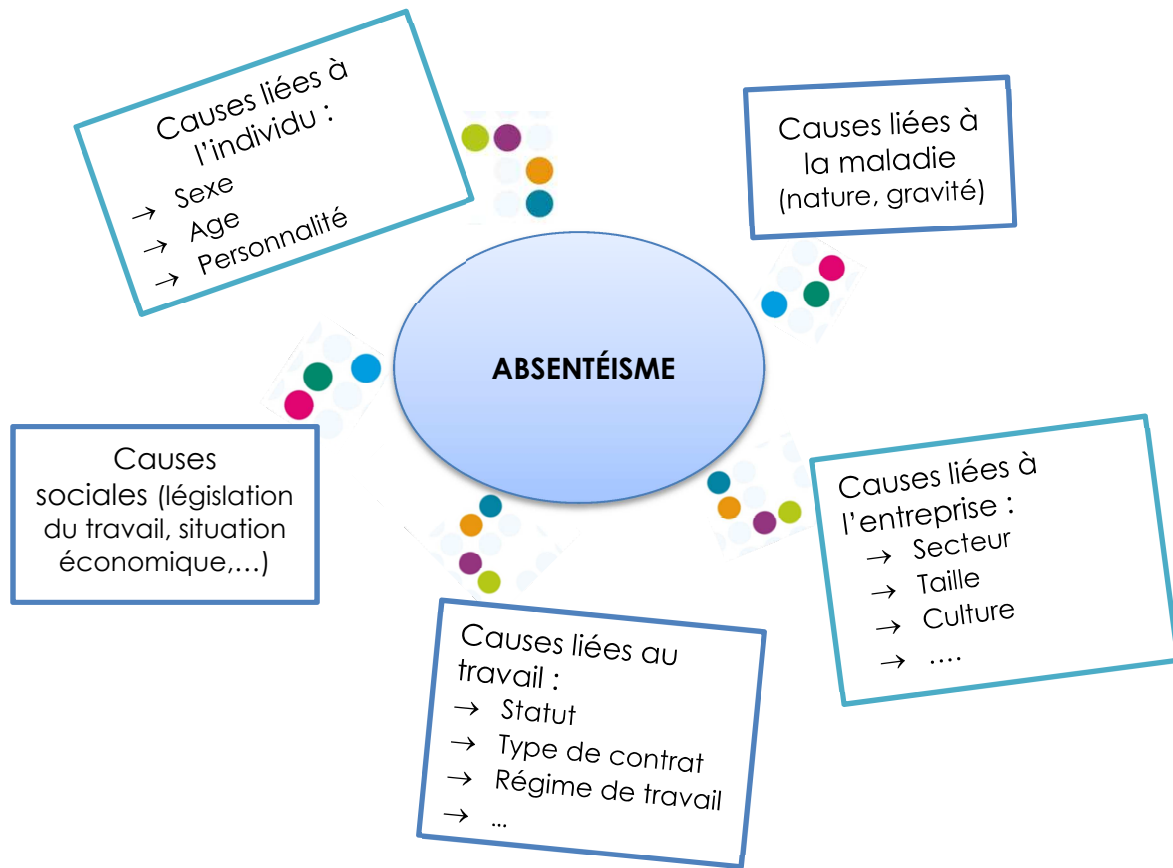 Causes liées à
l'individu :
→ Sexe
→ Age
→ Personnalité
Causes liées à
la maladie
(nature, gravité)
ABSENTÉISME
Causes
sociales (législation
du travail, situation
économique,...)
Causes liées à
l'entreprise :
→ Secteur
→ Taille
→ Culture
→ ....
Causes liées au
travail :
→ Statut
→ Type de contrat
→ Régime de travail
→ ...